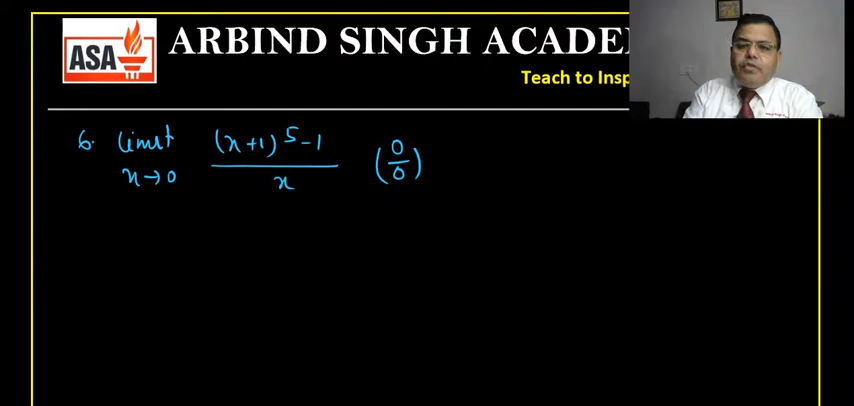 ASA
ARBIND SINGH ACADE
Teach to Insp
6. limit (x+1)^5 - 1 (0/0)
x→0 x